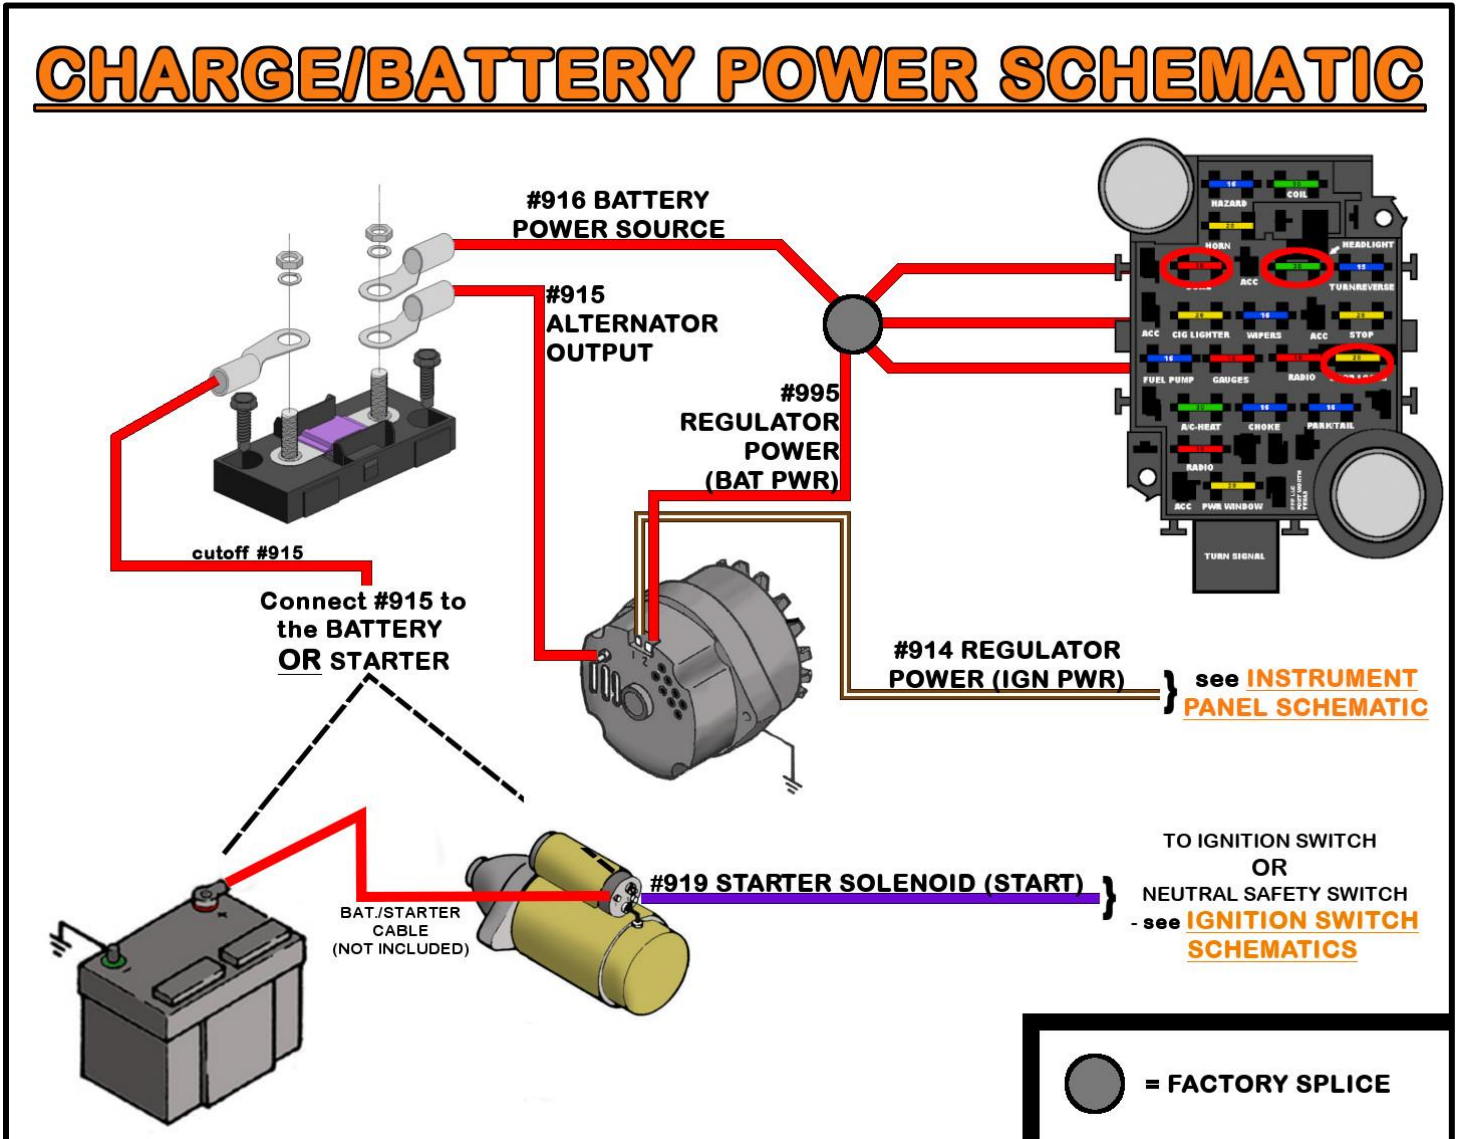 CHARGE/BATTERY POWER SCHEMATIC
#916 BATTERY
POWER SOURCE
#915
ALTERNATOR
OUTPUT
#995
REGULATOR
POWER
(BAT PWR)
cutoff #915
Connect #915 to
the BATTERY
OR STARTER
1 2
#914 REGULATOR
POWER (IGN PWR)
} see INSTRUMENT
PANEL SCHEMATIC
BAT./STARTER
CABLE
(NOT INCLUDED)
#919 STARTER SOLENOID (START)
}
TO IGNITION SWITCH
OR
NEUTRAL SAFETY SWITCH
- see IGNITION SWITCH
SCHEMATICS
= FACTORY SPLICE
HAZARD
COIL
HORN
HEADLIGHT
ACC
TURN/REVERSE
ACC CIG LIGHTER WIPERS ACC STOP
FUEL PUMP GAUGES RADIO
A/C-HEAT CHOKE PARK/TAIL
RADIO
ACC PWR WINDOW
TURN SIGNAL